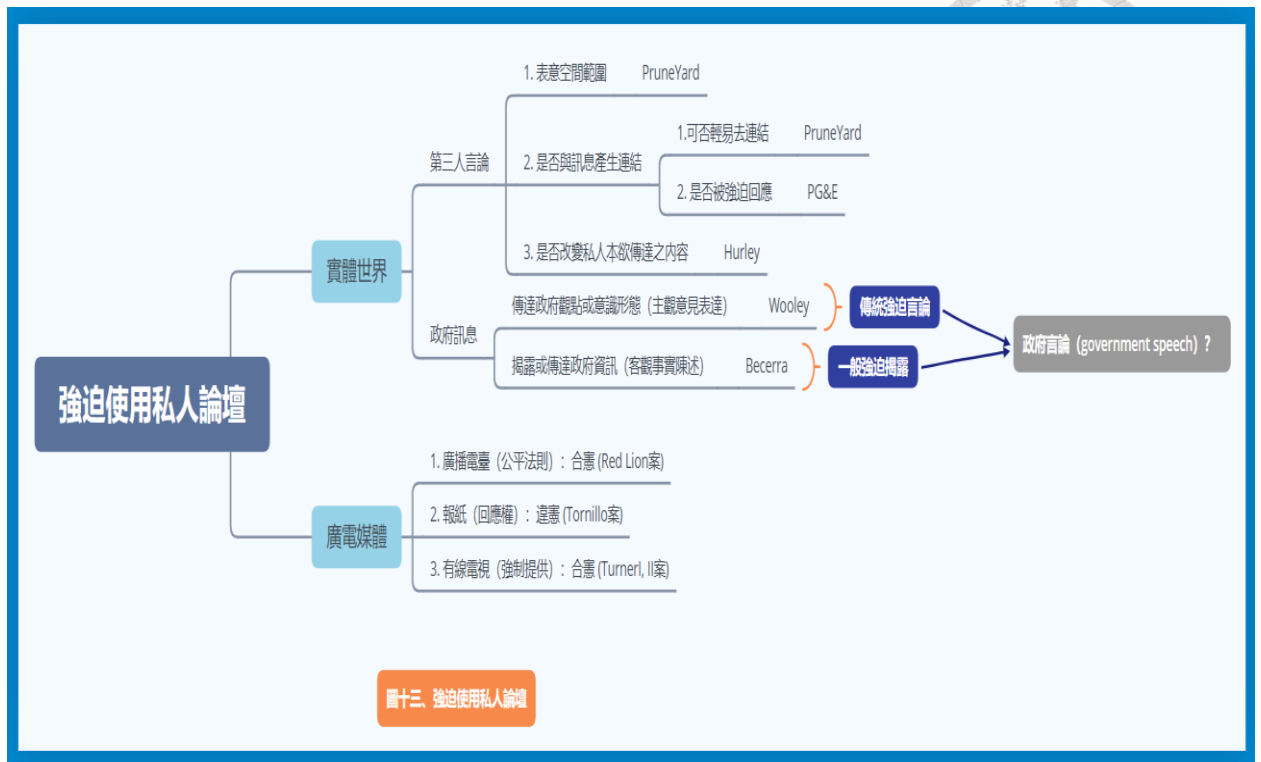 1. 表意空間範圍 PruneYard
1.可否輕易去連結 PruneYard
第三人言論
2. 是否與訊息產生連結
2. 是否被強迫回應 PG&E
3. 是否改變私人本欲傳達之內容 Hurley
實體世界
傳達政府觀點或意識形態（主觀意見表達） Wooley
傳統強迫言論
政府訊息
政府言論（government speech）?
揭露或傳達政府資訊（客觀事實陳述） Becerra
一般強迫揭露
強迫使用私人論壇
1. 廣播電臺（公平法則）: 合憲 (Red Lion案)
2. 報紙（回應權）: 違憲 (Tornillo案)
廣電媒體
3. 有線電視（強制提供）: 合憲 (TurnerI, II案)
圖十三、強迫使用私人論壇